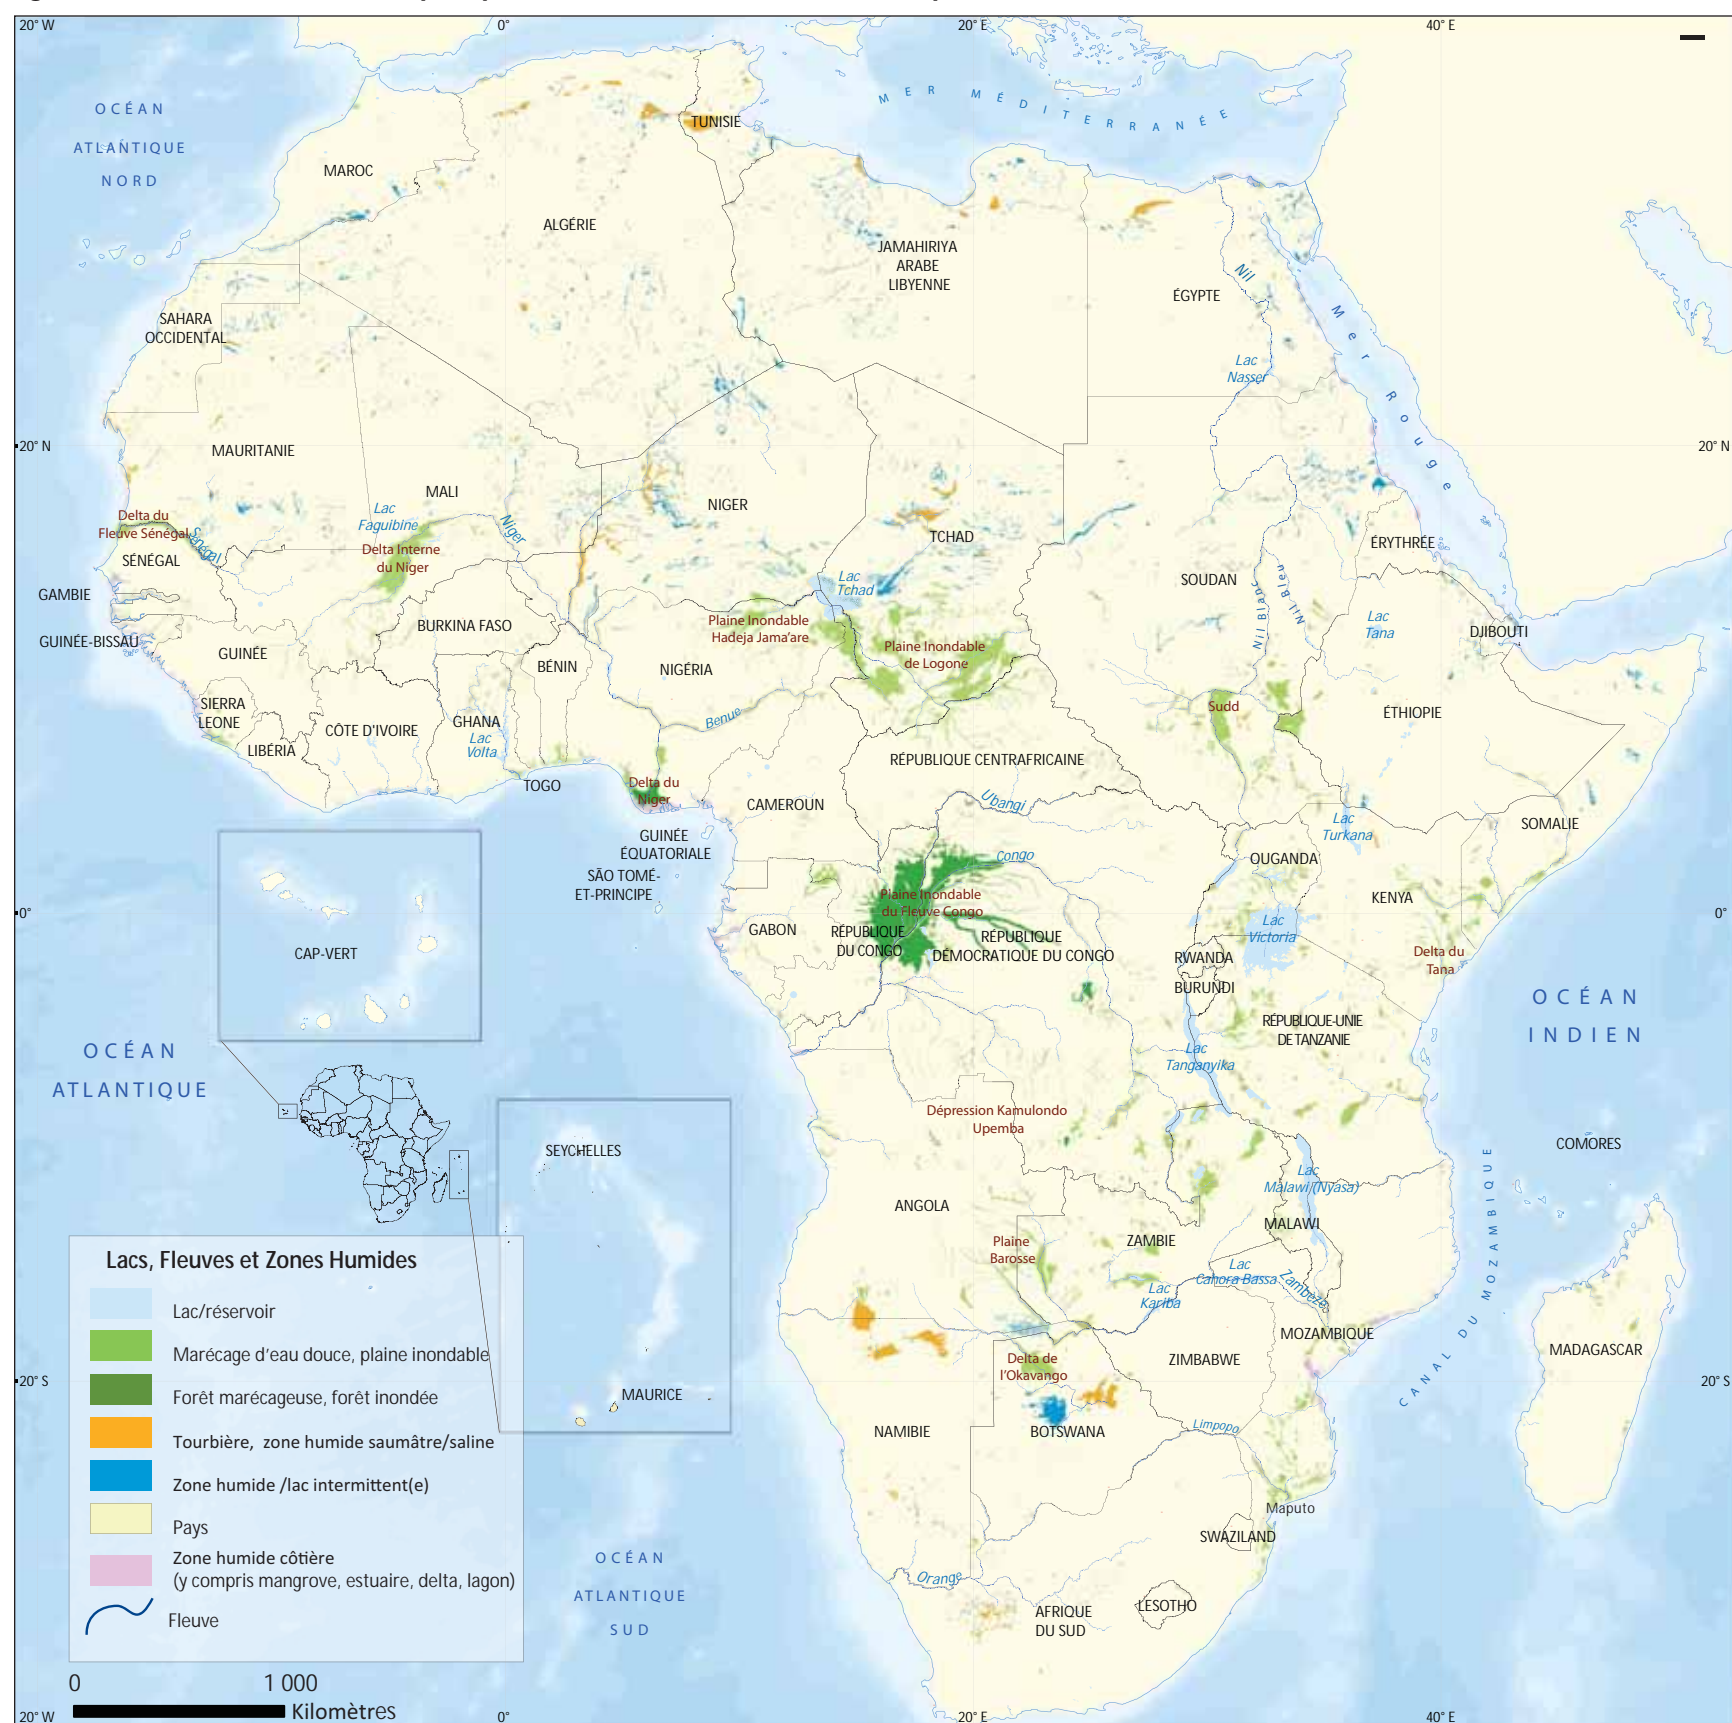 20° W
0°
20° E
40° E
OCÉAN
ATLANTIQUE
NORD
MER MÉDITERRANÉE
TUNISIE
MAROC
ALGÉRIE
JAMAHIRIYA
ARABE
LIBYENNE
ÉGYPTE
Nil
Mer Rouge
SAHARA
OCCIDENTAL
Lac
Nasser
20° N
20° N
MAURITANIE
MALI
NIGER
TCHAD
Lac
Faguibine
Niger
Delta du
Fleuve Sénégal
Sénégal
SÉNÉGAL
Delta Interne
du Niger
ÉRYTHRÉE
SOUDAN
Nil Blanc
Nil Bleu
Lac
Tchad
GAMBIE
BURKINA FASO
Plaine Inondable
Hadeja Jama'are
Lac
Tana
DJIBOUTI
GUINÉE-BISSAU
GUINÉE
BÉNIN
NIGÉRIA
Plaine Inondable
de Logone
SIERRA
LEONE
CÔTE D'IVOIRE
GHANA
Lac
Volta
Benue
Sudd
ÉTHIOPIE
LIBÉRIA
RÉPUBLIQUE CENTRAFRICAINE
TOGO
Delta du
Niger
CAMEROUN
Ubangi
Lac
Turkana
SOMALIE
GUINÉE
ÉQUATORIALE
Congo
OUGANDA
SÃO TOMÉ-
ET-PRINCIPE
Plaine Inondable
du Fleuve Congo
KENYA
0°
0°
GABON
RÉPUBLIQUE
DU CONGO
RÉPUBLIQUE
DÉMOCRATIQUE DU CONGO
Lac
Victoria
CAP-VERT
RWANDA
BURUNDI
Delta du
Tana
OCÉAN
INDIEN
RÉPUBLIQUE-UNIE
DE TANZANIE
OCÉAN
ATLANTIQUE
Lac
Tanganyika
Dépression Kamulondo
Upemba
SEYCHELLES
COMORES
Lac
Malawi (Nyasa)
ANGOLA
MALAWI
ZAMBIE
Plaine
Barosse
Lac
Cahora Bassa
Zambèze
Lac
Kariba
CANAL DU MOZAMBIQUE
MOZAMBIQUE
MADAGASCAR
ZIMBABWE
Delta de
l'Okavango
20° S
20° S
MAURICE
NAMIBIE
BOTSWANA
Limpopo
Maputo
SWAZILAND
OCÉAN
ATLANTIQUE
SUD
Orange
LESOTHO
AFRIQUE
DU SUD
Lacs, Fleuves et Zones Humides
Lac/réservoir
Marécage d'eau douce, plaine inondable
Forêt marécageuse, forêt inondée
Tourbière, zone humide saumâtre/saline
Zone humide /lac intermittent(e)
Pays
Zone humide côtière
(y compris mangrove, estuaire, delta, lagon)
Fleuve
0
1 000
Kilomètres
20° W
0°
20° E
40° E